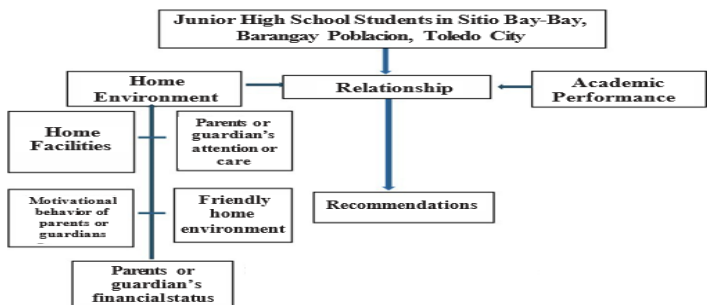 Junior High School Students in Sitio Bay-Bay,
Barangay Poblacion, Toledo City
Home
Environment
Relationship
Academic
Performance
Home
Facilities
Parents or
guardian's
attention or
care
Motivational
behavior of
parents or
guardians
Friendly
home
environment
Recommendations
Parents or
guardian's
financial status